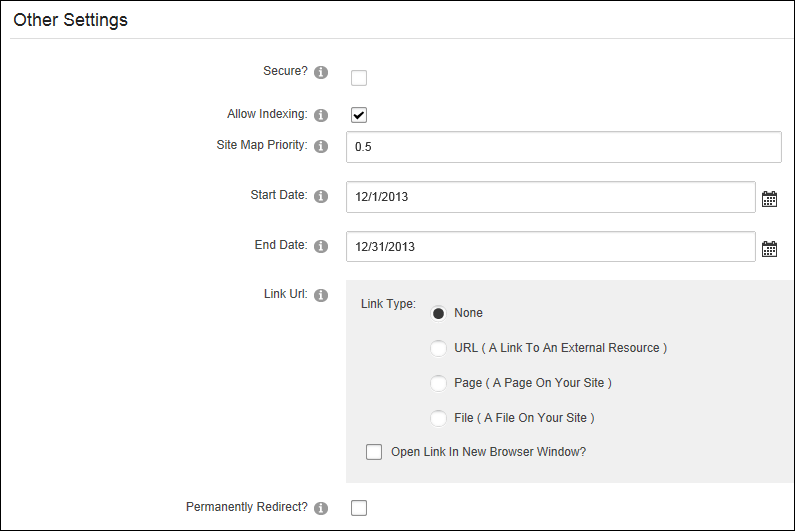 Other Settings
Secure?
Allow Indexing:
Site Map Priority: 0.5
Start Date: 12/1/2013
End Date: 12/31/2013
Link Url: Link Type: None
URL ( A Link To An External Resource )
Page ( A Page On Your Site )
File ( A File On Your Site )
Open Link In New Browser Window?
Permanently Redirect?